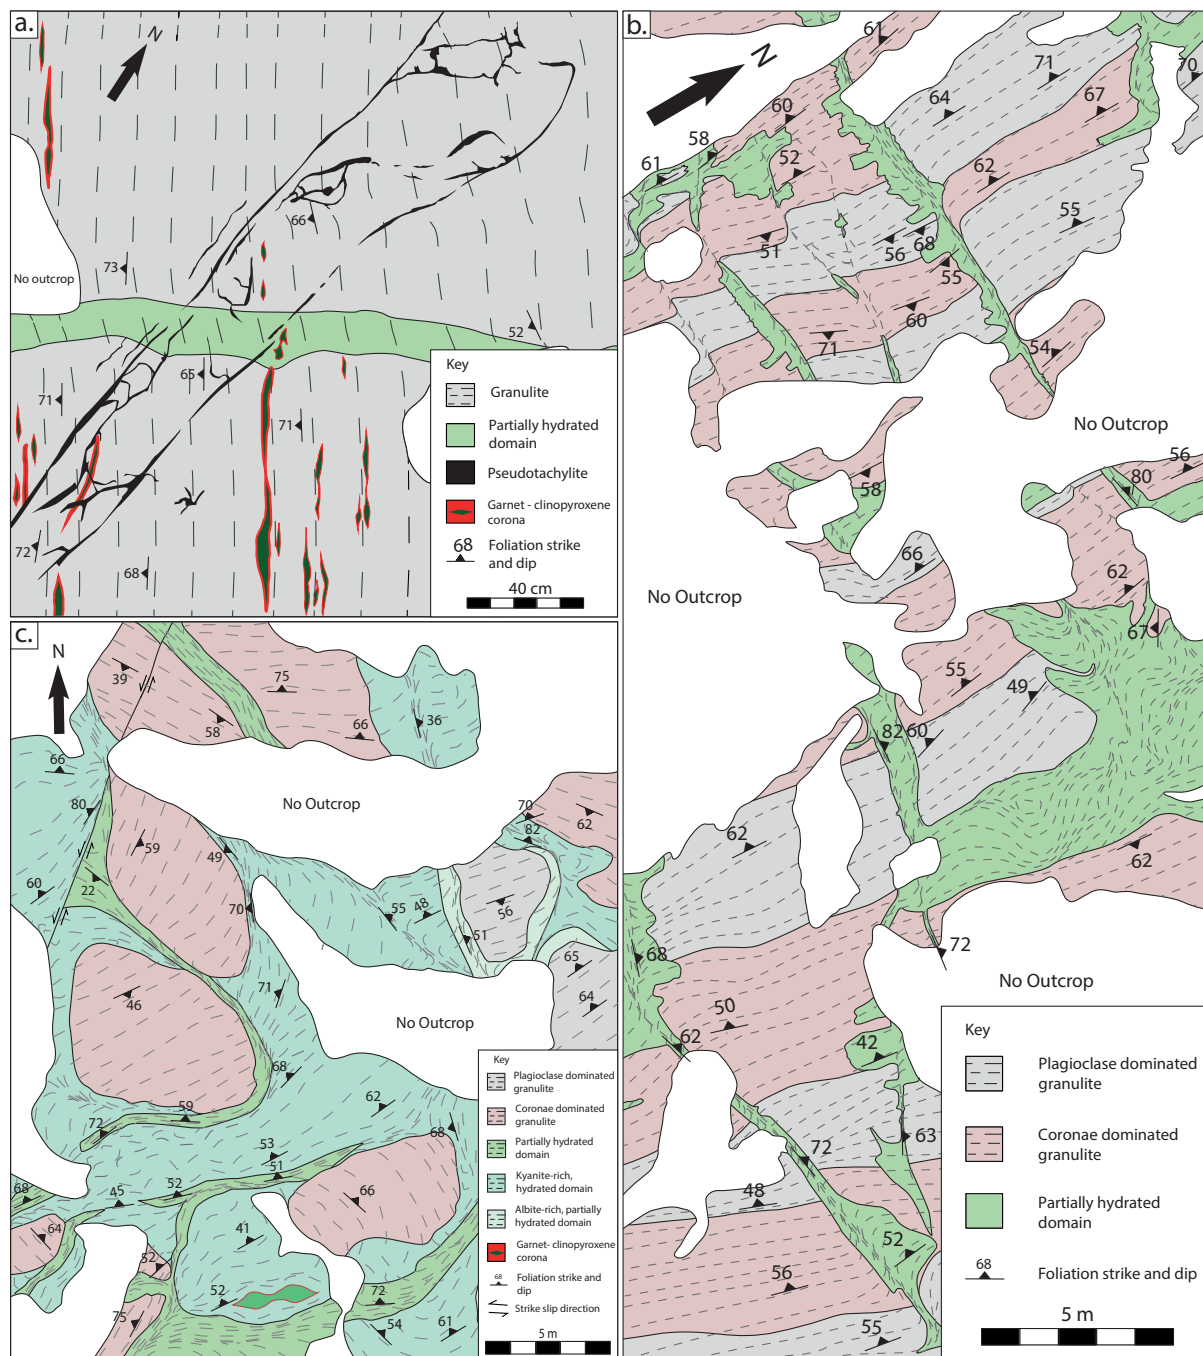 a.
N
No outcrop
73
66
52
65
71
71
72
68
Key
Granulite
Partially hydrated
domain
Pseudotachylite
Garnet - clinopyroxene
corona
68 Foliation strike
and dip
40 cm
b.
N
61
71
70
64
67
60
58
52
61
62
55
51
56
68
55
60
71
54
No Outcrop
58
56
80
66
62
No Outcrop
67
55
49
82
60
62
62
68
72
No Outcrop
50
62
42
63
72
48
52
56
55
Key
Plagioclase dominated
granulite
Coronae dominated
granulite
Partially hydrated
domain
68
Foliation strike and dip
5 m
c.
N
39
75
58
66
36
66
No Outcrop
80
70
62
82
59
49
22
60
70
55
48
56
51
65
71
46
64
No Outcrop
68
62
59
72
68
53
51
52
68
45
66
64
41
52
52
72
75
54
61
Key
Plagioclase dominated
granulite
Coronae dominated
granulite
Partially hydrated
domain
Kyanite-rich,
hydrated domain
Albite-rich, partially
hydrated domain
Garnet- clinopyroxene
corona
68
Foliation strike and
dip
Strike slip direction
5 m